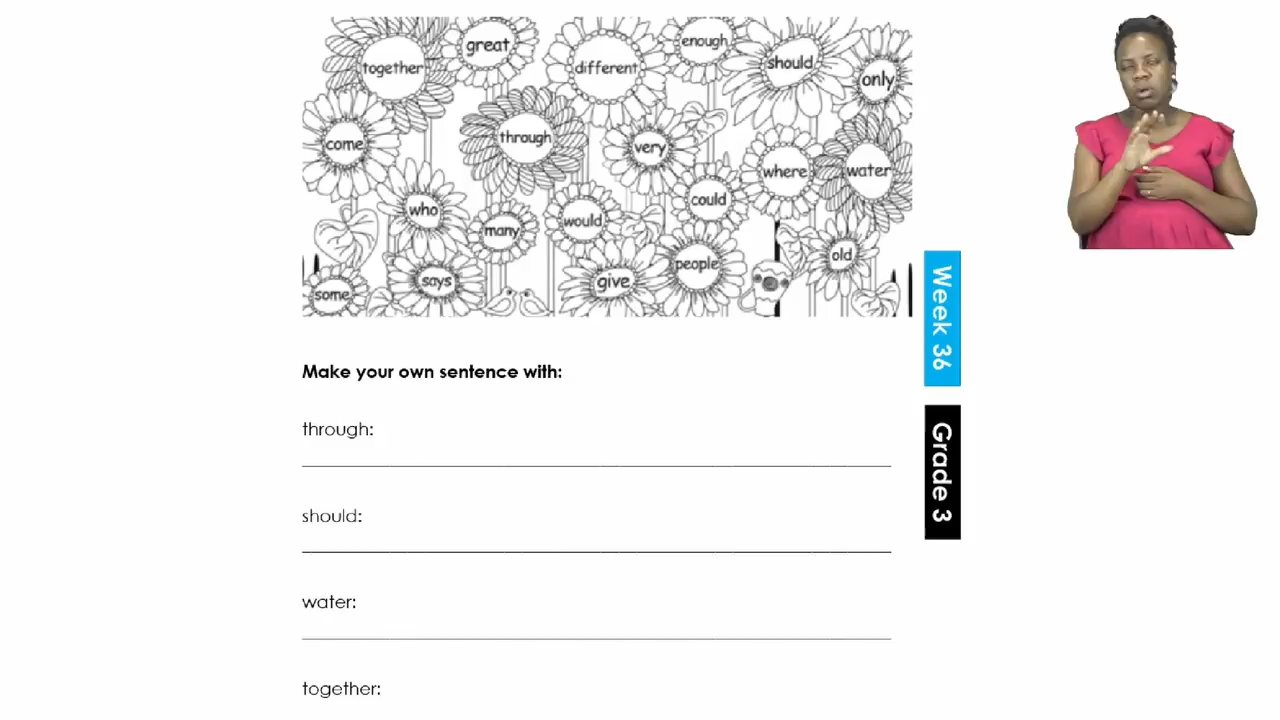 together
great
different
enough
should
only
come
through
very
where
water
who
many
would
could
people
old
some
says
give
Make your own sentence with:
through:
should:
water:
together:
Week 36
Grade 3